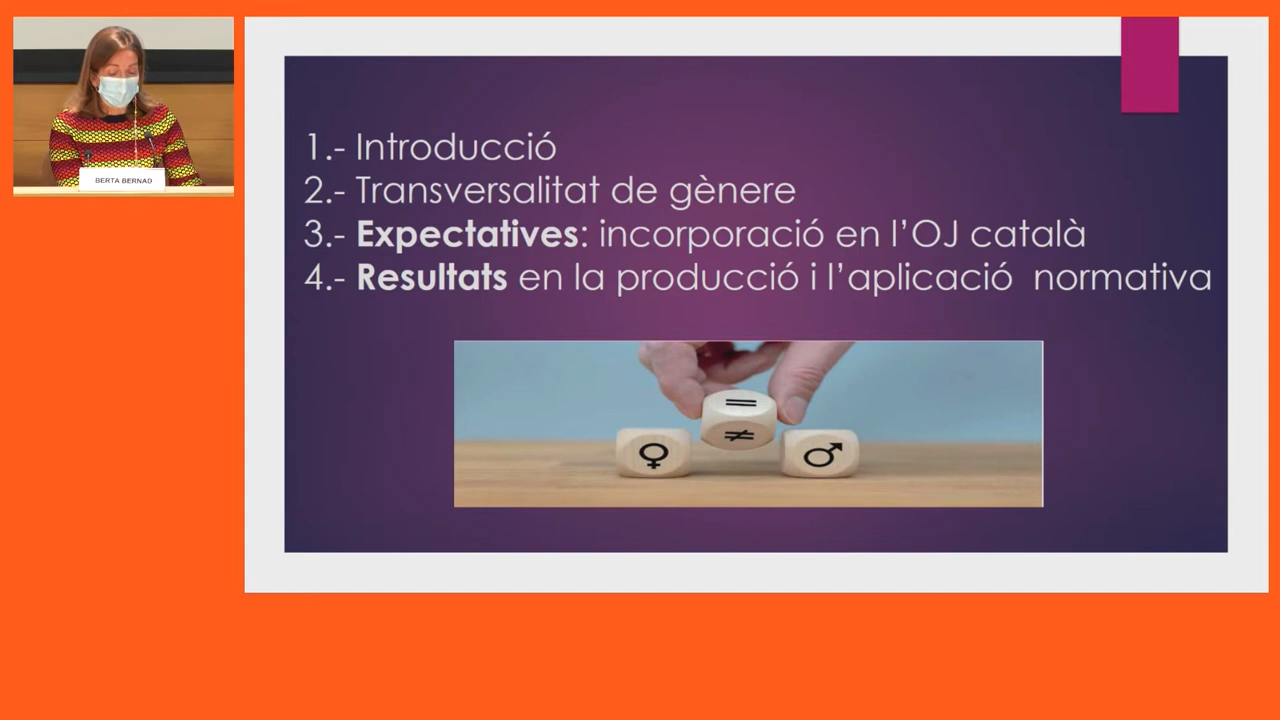 BERTA BERNAD
1.- Introducció
2.- Transversalitat de gènere
3.- Expectatives: incorporació en l’OJ català
4.- Resultats en la producció i l’aplicació normativa
=
≠
♀ ♂